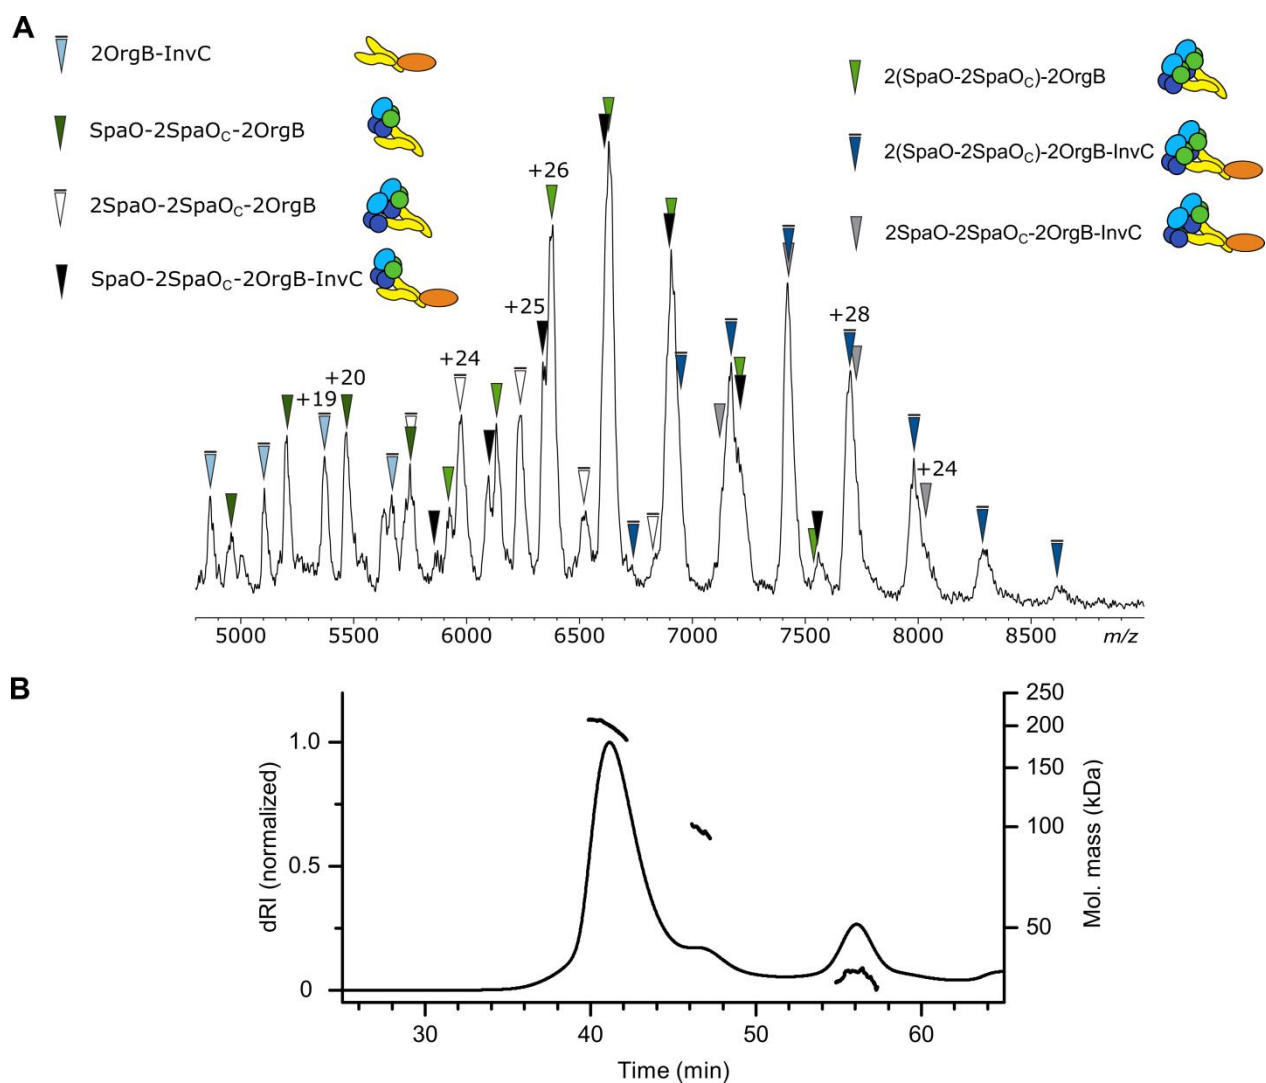 A
2OrgB-InvC
SpaO-2SpaOC-2OrgB
2SpaO-2SpaOC-2OrgB
SpaO-2SpaOC-2OrgB-InvC
2(SpaO-2SpaOC)-2OrgB
2(SpaO-2SpaOC)-2OrgB-InvC
2SpaO-2SpaOC-2OrgB-InvC
+26
+25
+28
+24
+20
+19
+24
5000 5500 6000 6500 7000 7500 8000 8500 m/z
B
dRI (normalized)
1.0
0.5
0
250
200
150
100
50
Mol. mass (kDa)
30 40 50 60
Time (min)